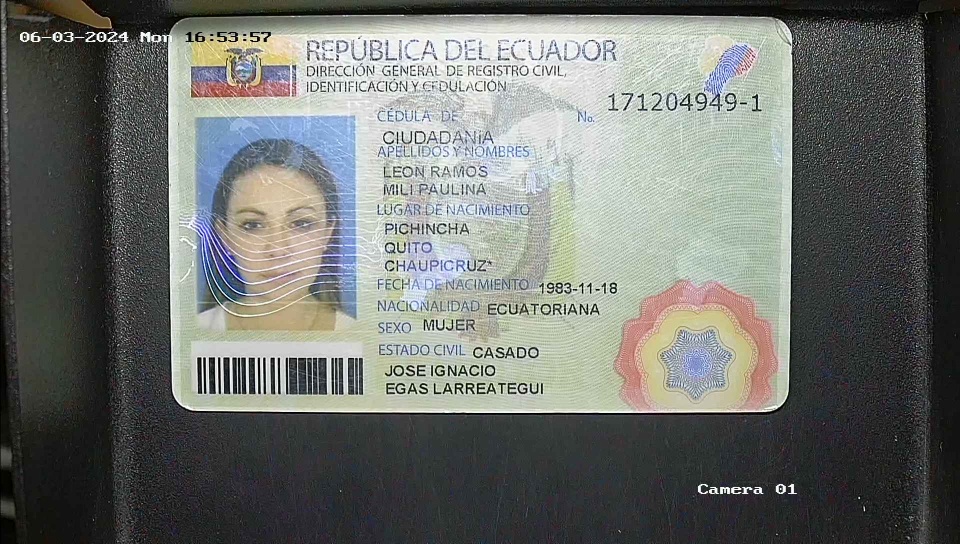 06-03-2024 Mon 16:53:57
REPÚBLICA DEL ECUADOR
DIRECCIÓN GENERAL DE REGISTRO CIVIL,
IDENTIFICACIÓN Y CEDULACIÓN
CÉDULA DE No. 171204949-1
CIUDADANÍA
APELLIDOS Y NOMBRES
LEON RAMOS
MILI PAULINA
LUGAR DE NACIMIENTO
PICHINCHA
QUITO
CHAUPICRUZ*
FECHA DE NACIMIENTO 1983-11-18
NACIONALIDAD ECUATORIANA
SEXO MUJER
ESTADO CIVIL CASADO
JOSE IGNACIO
EGAS LARREATEGUI
Camera 01